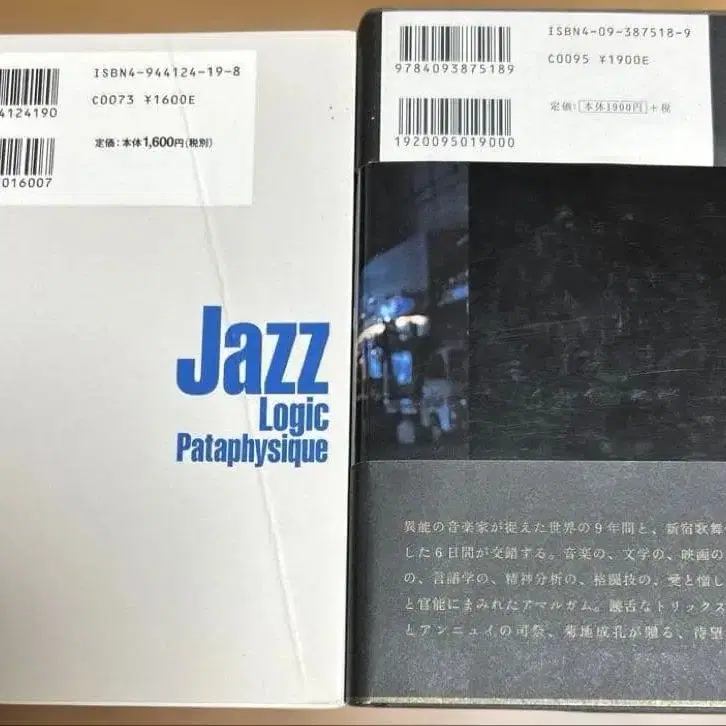 ISBN4-944124-19-8
4124190
C0073 ¥1600E
定価:本体1,600円(税別)
016007
Jazz
Logic
Pataphysique
ISBN4-09-387518-9
9784093875189
C0095 ¥1900E
定価:本体1900円+税
1920095019000
異能の音楽家が捉えた世界の9年間と、新宿歌舞
した6日間が交錯する。音楽の、文学の、映画の
の、言語学の、精神分析の、格闘技の、愛と憎し
と官能にまみれたアマルガム。饒舌なトリックス
とアンニュイの司祭、菊地成孔が贈る、待望